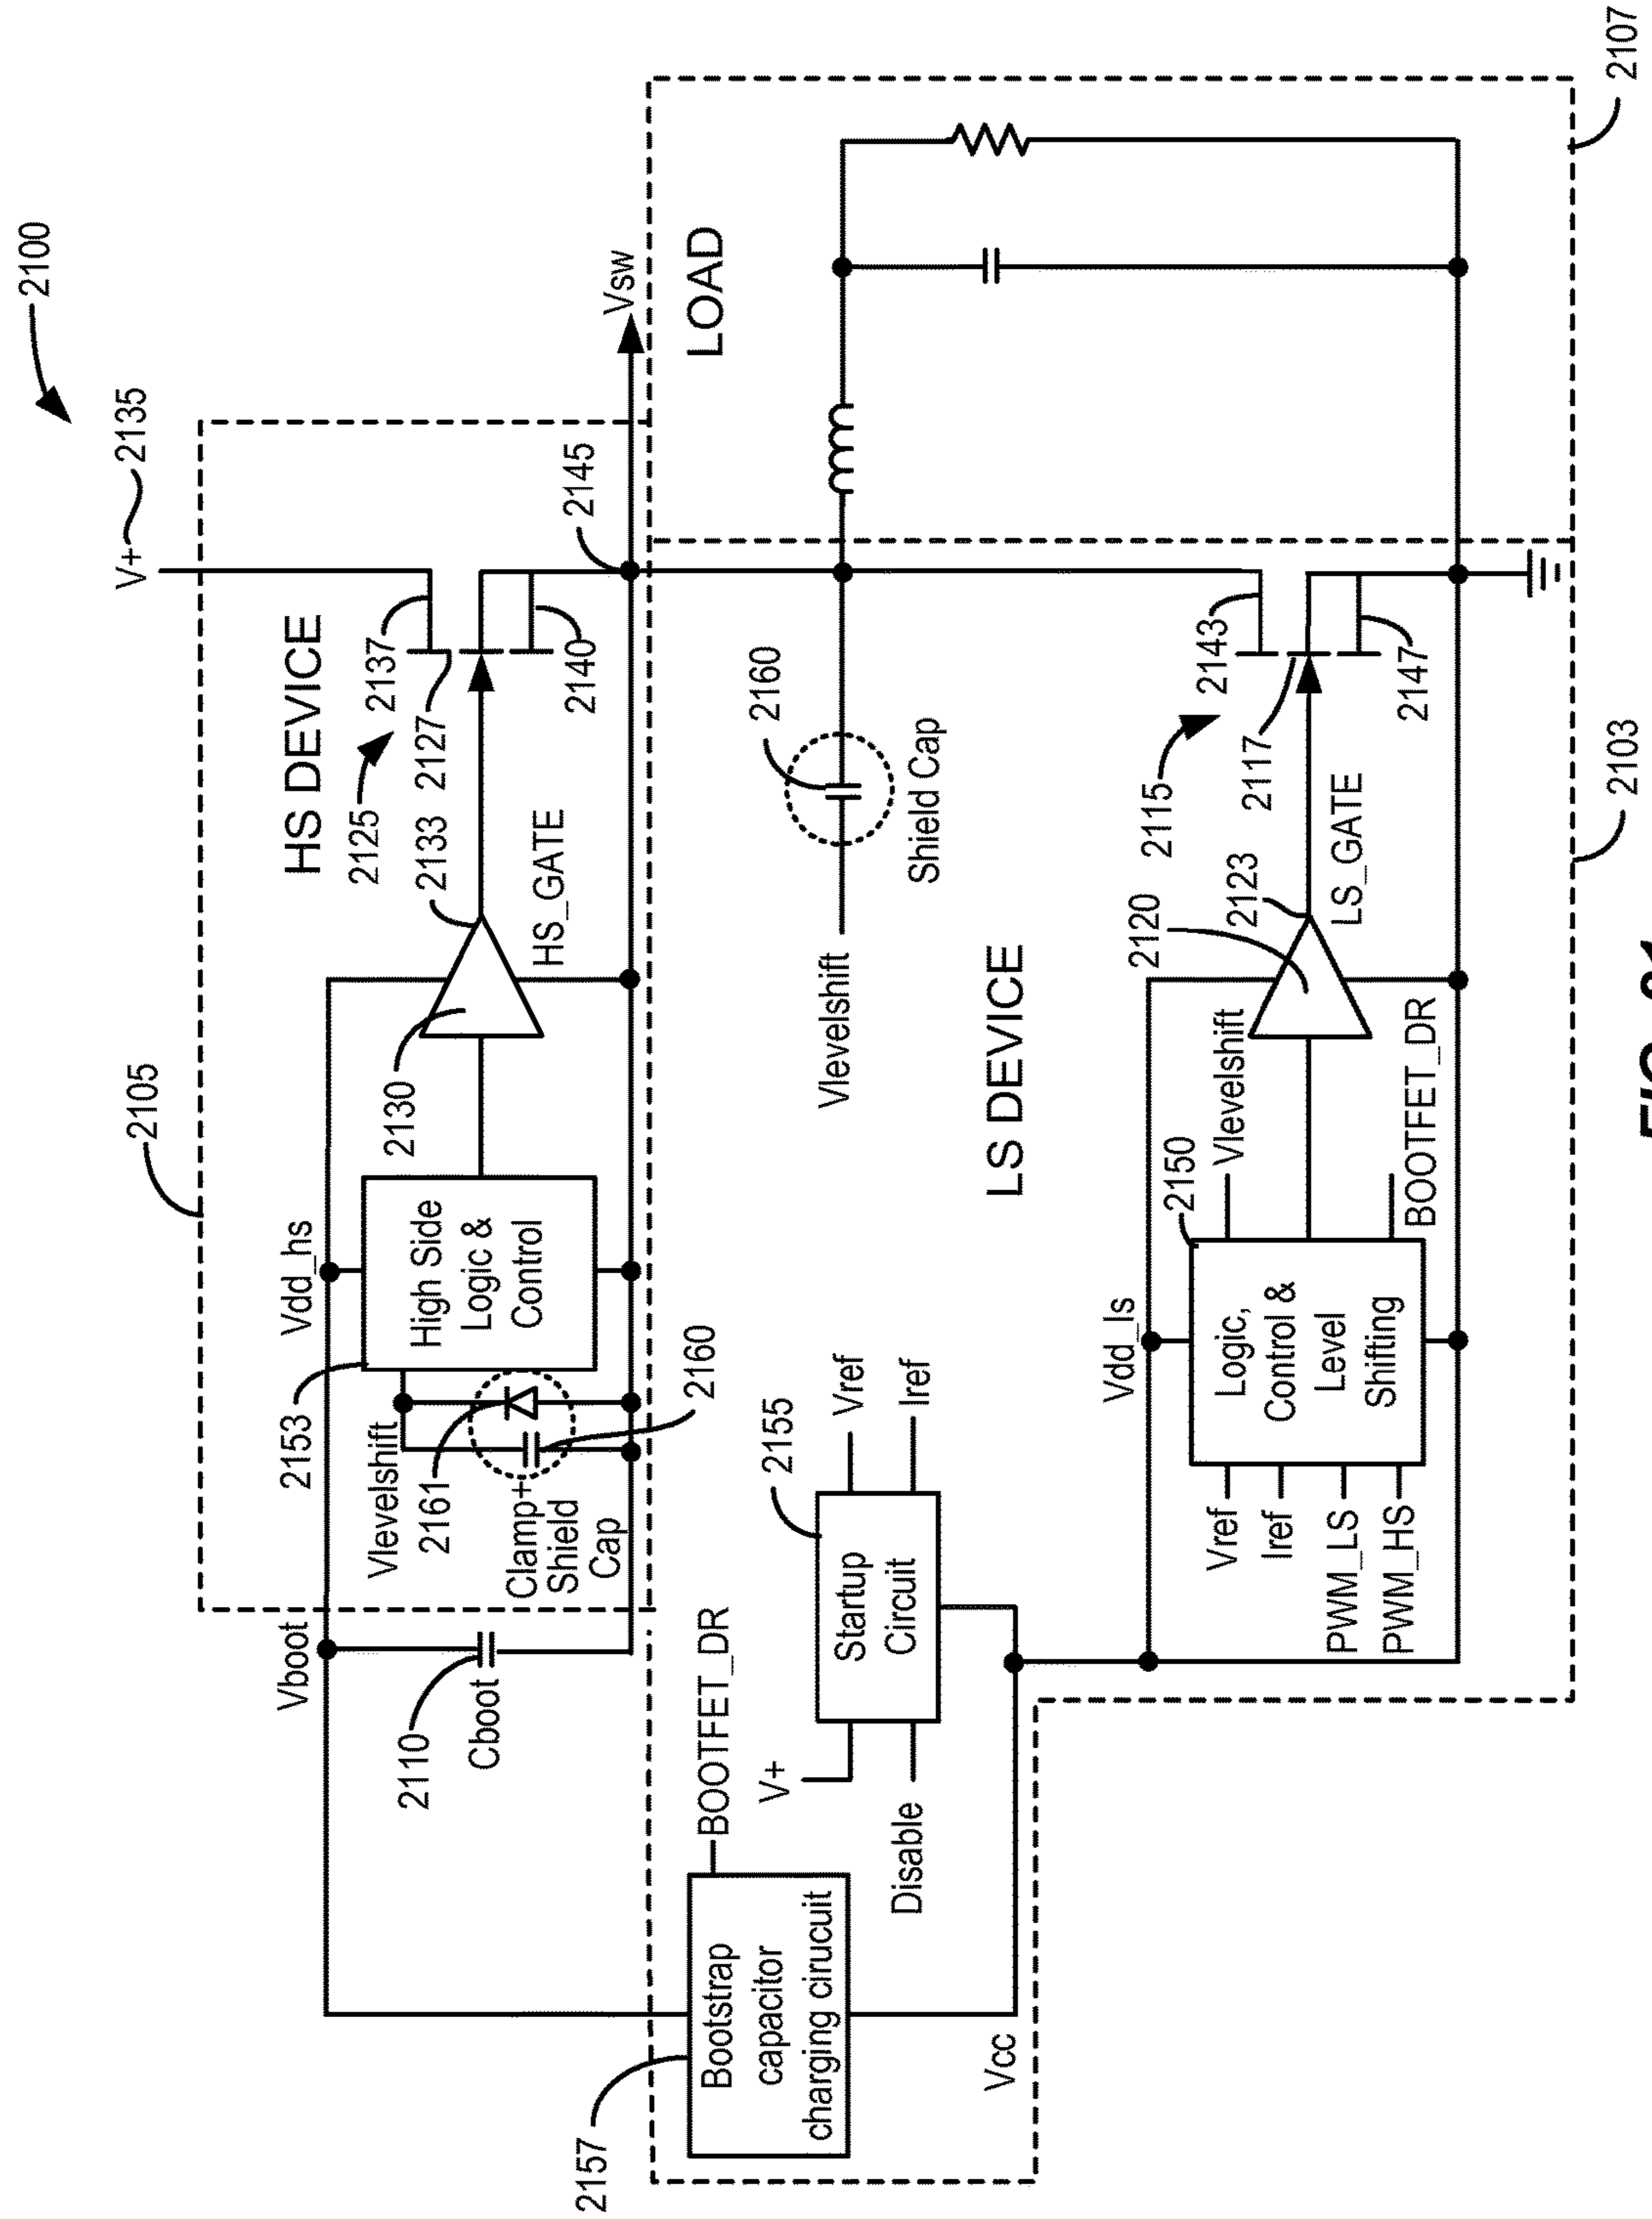 2100
V+
2135
2105
HS DEVICE
2125
2137
2127
2133
2130
HS_GATE
2140
2145
Vsw
Vdd_hs
2153
High Side
Logic &
Control
Vlevelshift
2161
Clamp+
Shield
Cap
2160
Vboot
2110
Cboot
BOOTFET_DR
2157
Bootstrap
capacitor
charging cirucuit
Vcc
V+
Disable
Startup
Circuit
2155
Vref
Iref
Vlevelshift
2160
Shield Cap
LOAD
LS DEVICE
2115
2143
2117
2147
2120
2123
LS_GATE
Vdd_ls
2150
Logic,
Control &
Level
Shifting
Vlevelshift
BOOTFET_DR
Vref
Iref
PWM_LS
PWM_HS
2103
2107